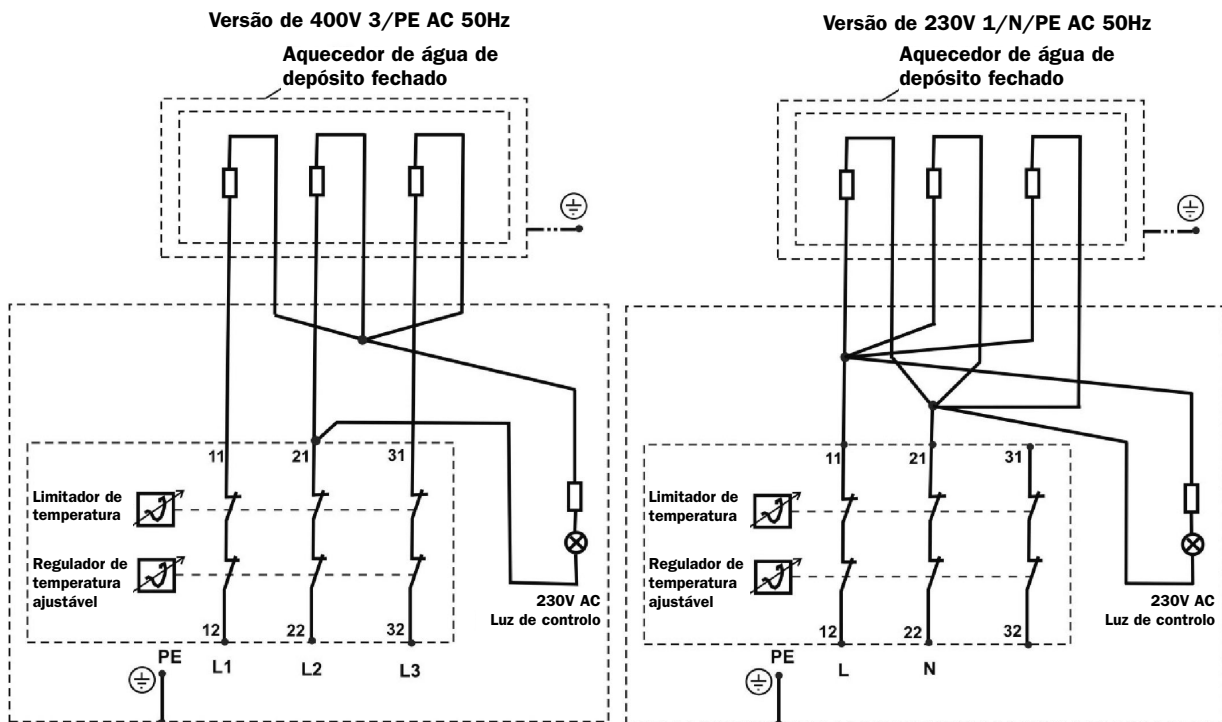 Versão de 400V 3/PE AC 50Hz
Aquecedor de água de
depósito fechado
11
21
31
Limitador de
temperatura
Regulador de
temperatura
ajustável
12
22
32
230V AC
Luz de controlo
PE
L1
L2
L3
Versão de 230V 1/N/PE AC 50Hz
Aquecedor de água de
depósito fechado
11
21
31
Limitador de
temperatura
Regulador de
temperatura
ajustável
12
22
32
230V AC
Luz de controlo
PE
L
N